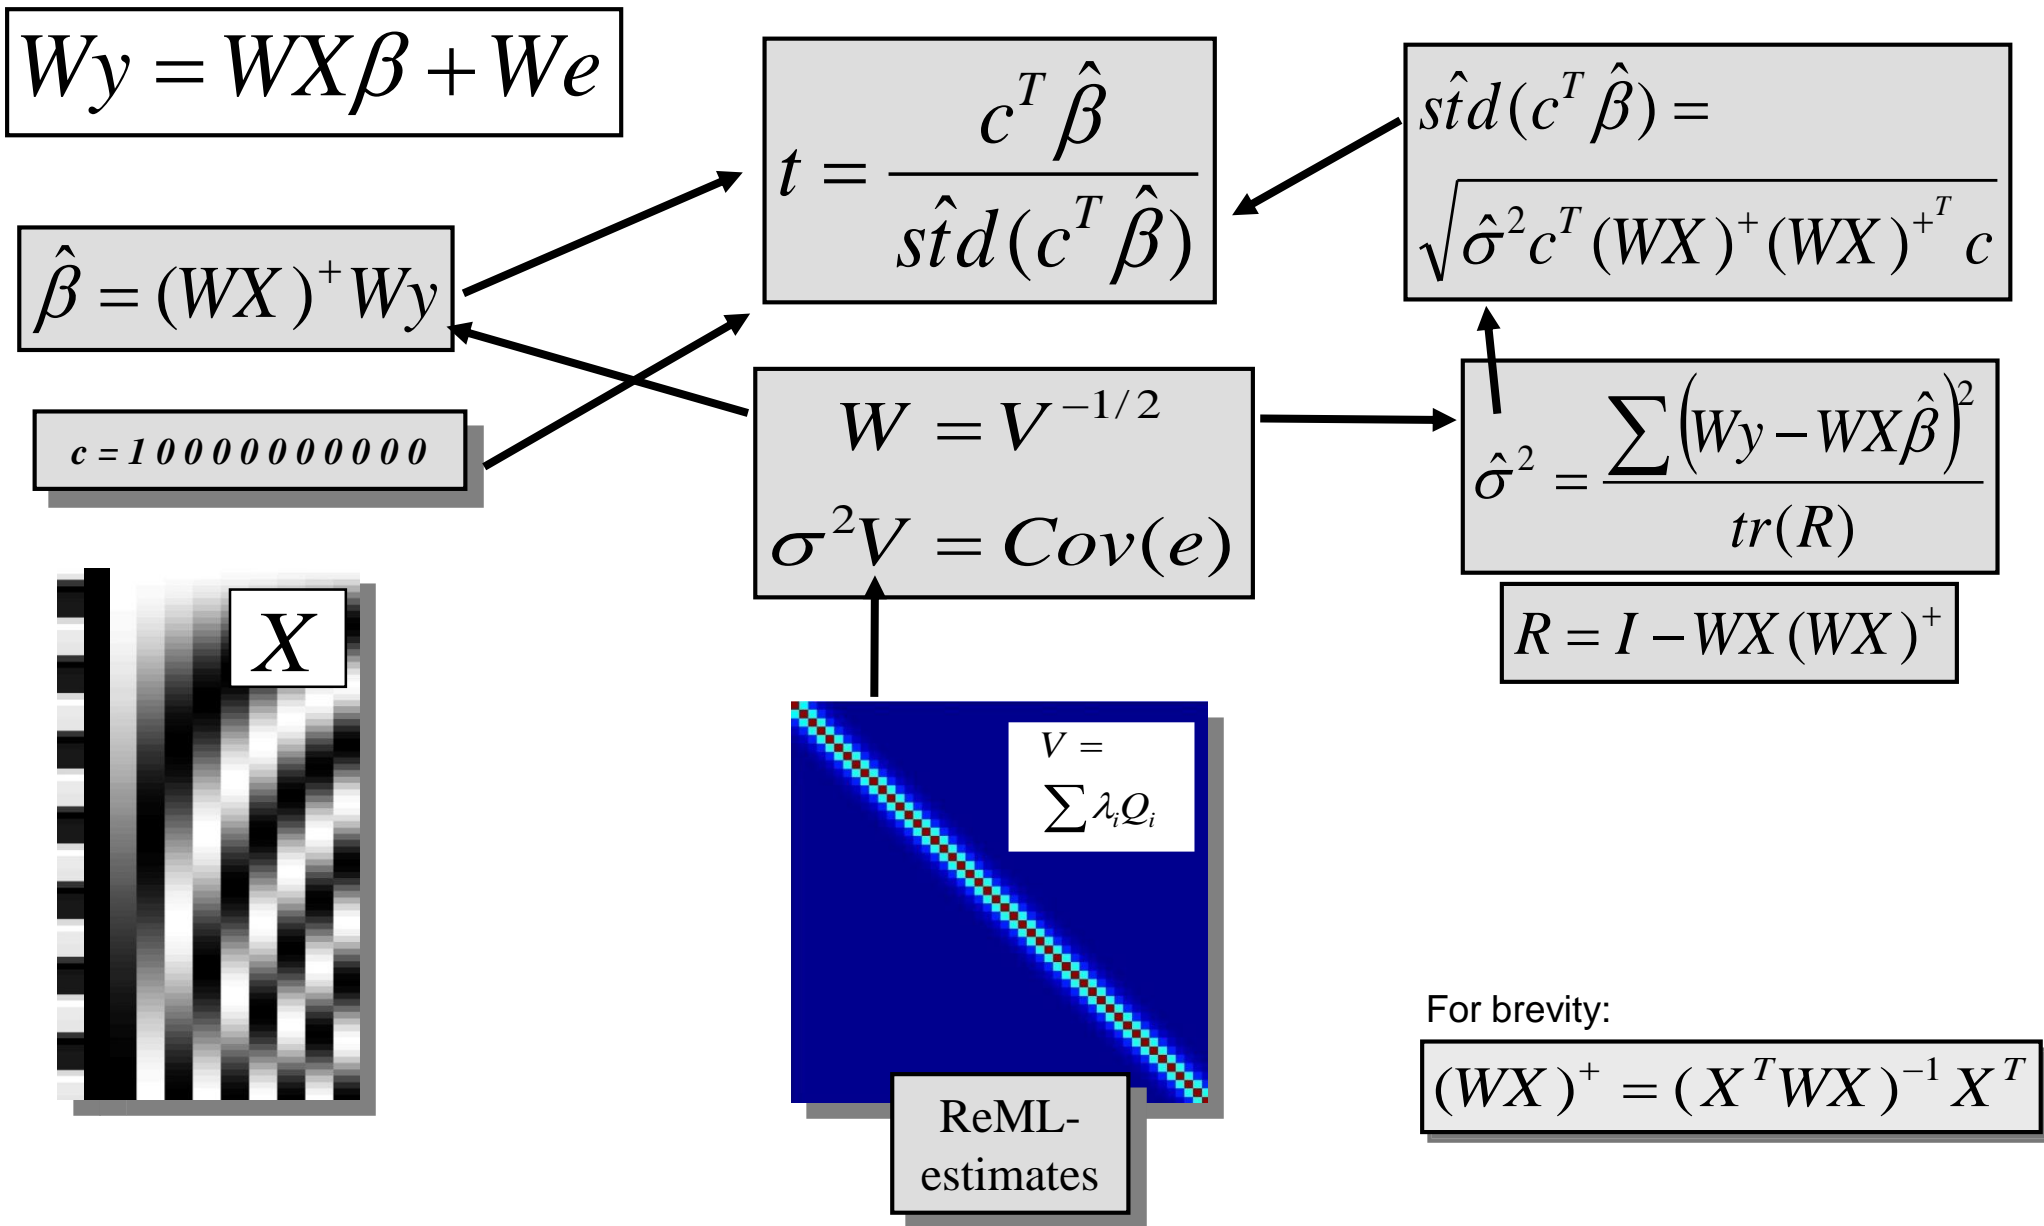 Wy = WXβ + We
t = c^T β̂ / st̂d(c^T β̂)
st̂d(c^T β̂) =
√(σ̂² c^T (WX)^+ (WX)^{+^T} c)
β̂ = (WX)^+ Wy
c = 1 0 0 0 0 0 0 0 0 0 0
W = V^{-1/2}
σ²V = Cov(e)
σ̂² = ∑(Wy − WXβ̂)² / tr(R)
R = I − WX(WX)^+
X
V =
∑ λ_i Q_i
ReML-
estimates
For brevity:
(WX)^+ = (X^T WX)^{-1} X^T